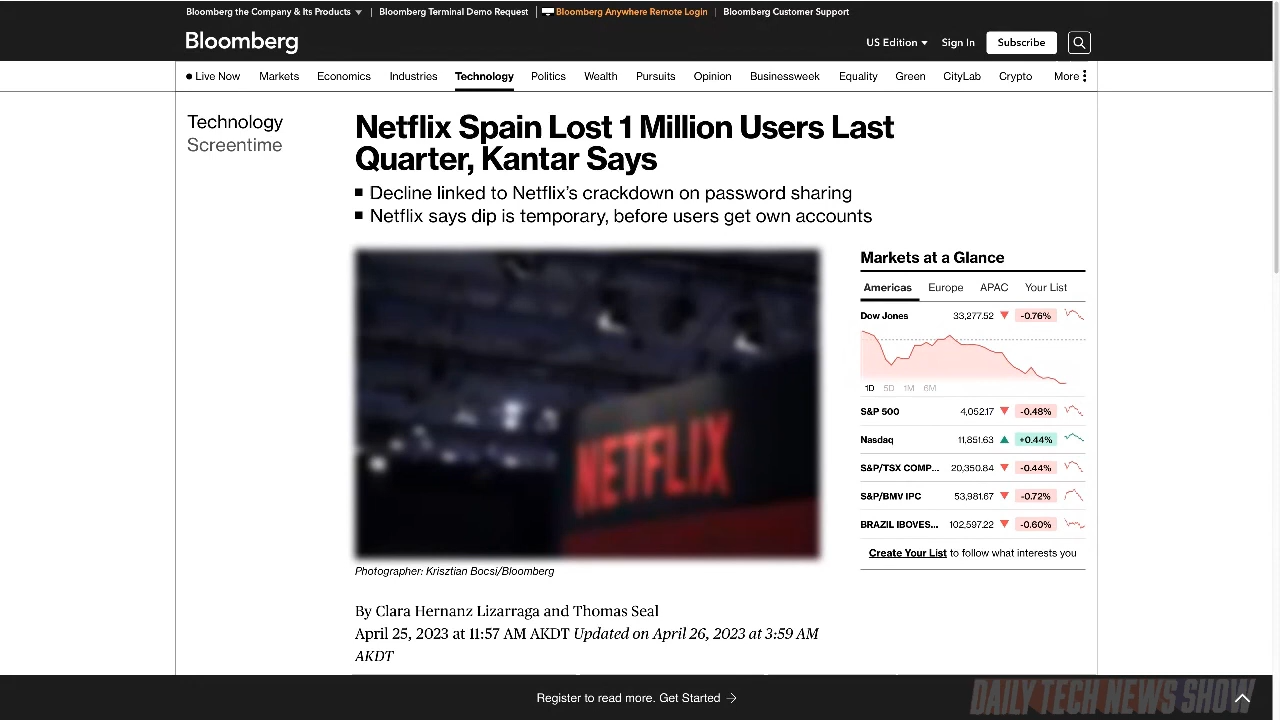 Bloomberg the Company & Its Products
Bloomberg Terminal Demo Request
Bloomberg Anywhere Remote Login
Bloomberg Customer Support
Bloomberg
US Edition
Sign In
Subscribe
Live Now
Markets
Economics
Industries
Technology
Politics
Wealth
Pursuits
Opinion
Businessweek
Equality
Green
CityLab
Crypto
More
Technology
Screentime
Netflix Spain Lost 1 Million Users Last
Quarter, Kantar Says
Decline linked to Netflix's crackdown on password sharing
Netflix says dip is temporary, before users get own accounts
NETFLIX
Photographer: Krisztian Bocsi/Bloomberg
By Clara Hernanz Lizarraga and Thomas Seal
April 25, 2023 at 11:57 AM AKDT Updated on April 26, 2023 at 3:59 AM
AKDT
Markets at a Glance
Americas Europe APAC Your List
Dow Jones 33,277.52 -0.76%
1D 5D 1M 6M
S&P 500 4,052.17 -0.48%
Nasdaq 11,851.63 +0.44%
S&P/TSX COMP... 20,350.84 -0.44%
S&P/BMV IPC 53,981.67 -0.72%
BRAZIL IBOVES... 102,597.22 -0.60%
Create Your List to follow what interests you
Register to read more. Get Started →
DAILY TECH NEWS SHOW